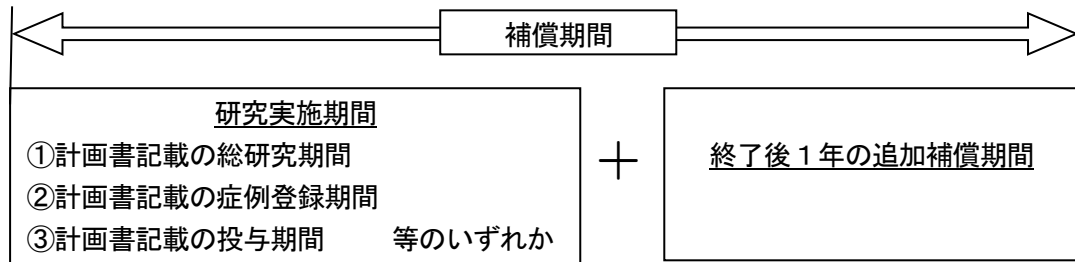 補償期間
研究実施期間
①計画書記載の総研究期間
②計画書記載の症例登録期間
③計画書記載の投与期間 等のいずれか
+
終了後1年の追加補償期間